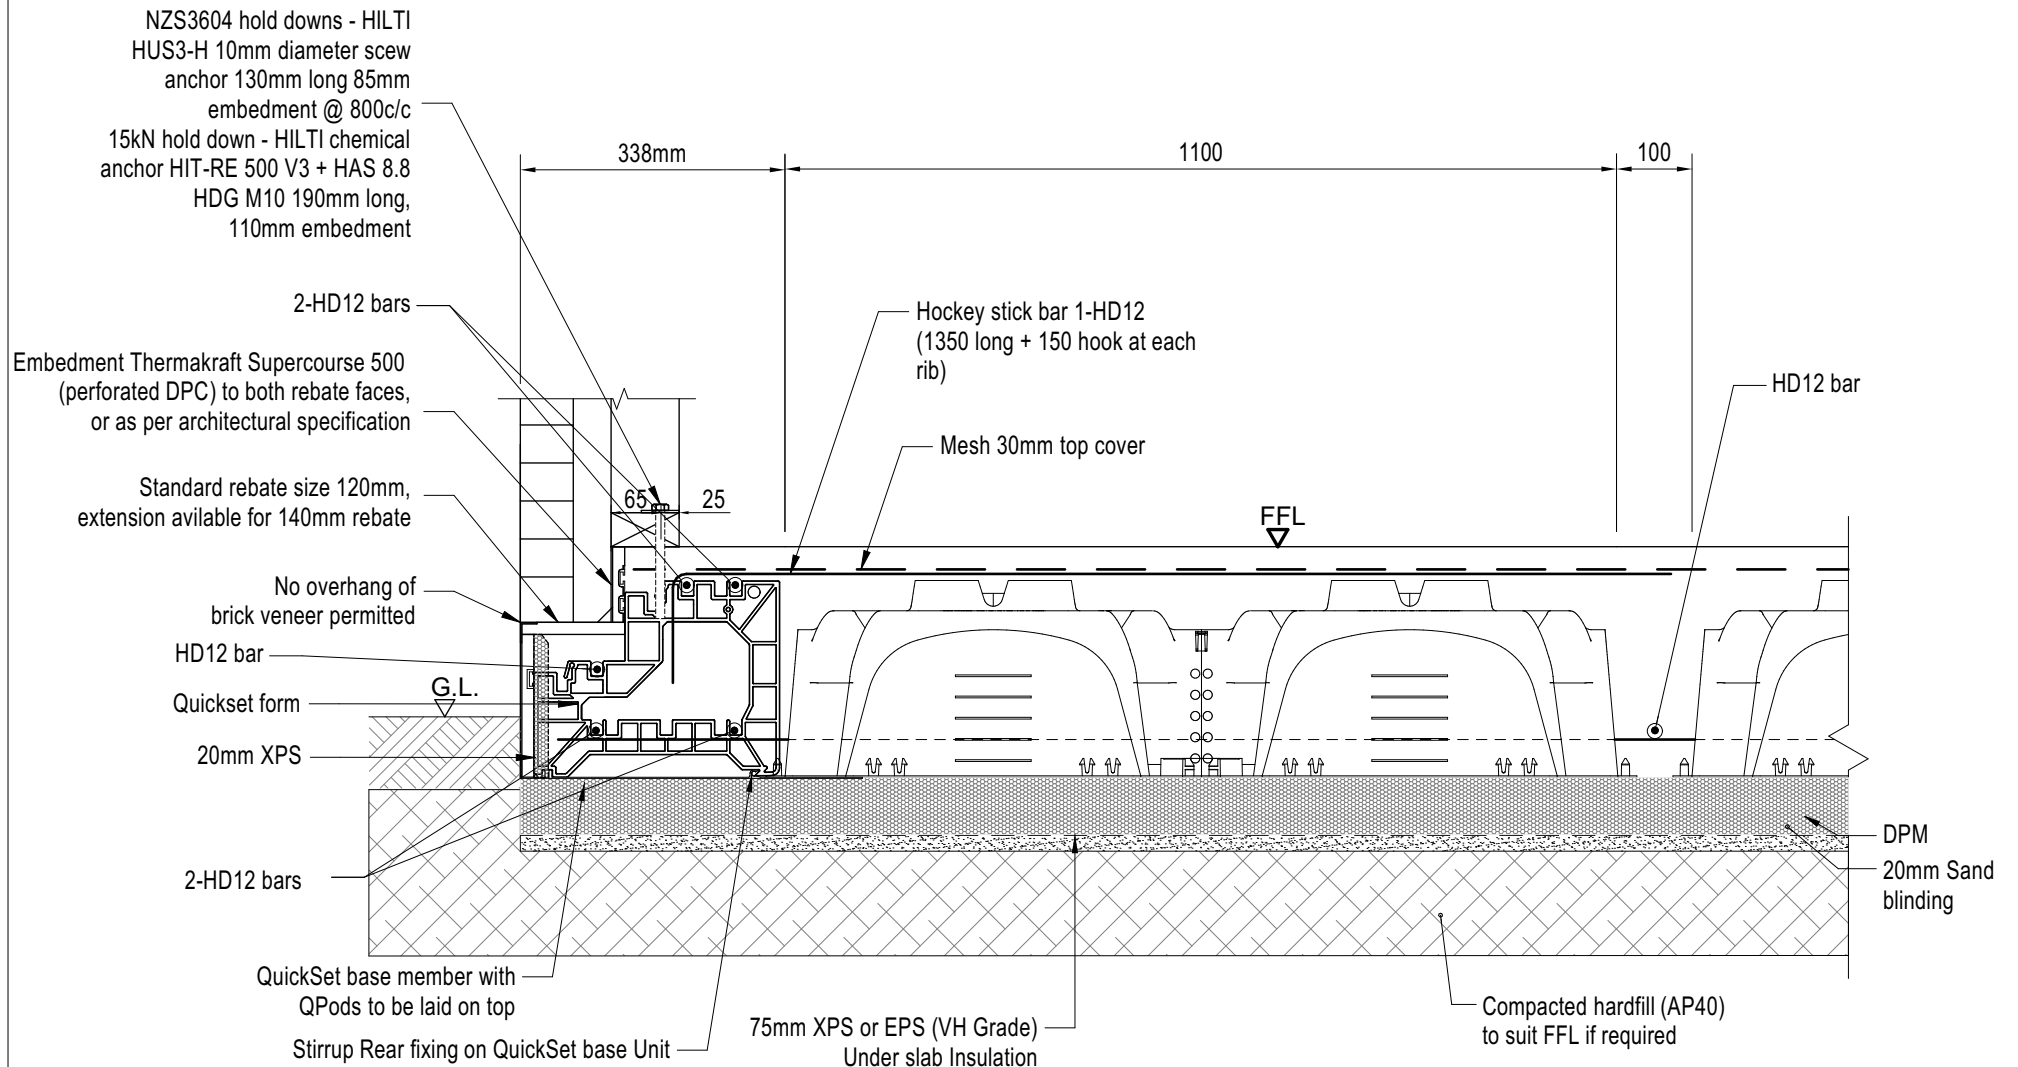 NZS3604 hold downs - HILTI
HUS3-H 10mm diameter scew
anchor 130mm long 85mm
embedment @ 800c/c
15kN hold down - HILTI chemical
anchor HIT-RE 500 V3 + HAS 8.8
HDG M10 190mm long,
110mm embedment
338mm
1100
100
2-HD12 bars
Hockey stick bar 1-HD12
(1350 long + 150 hook at each
rib)
Embedment Thermakraft Supercourse 500
(perforated DPC) to both rebate faces,
or as per architectural specification
HD12 bar
Mesh 30mm top cover
Standard rebate size 120mm,
extension avilable for 140mm rebate
65
25
FFL
No overhang of
brick veneer permitted
HD12 bar
G.L.
Quickset form
20mm XPS
2-HD12 bars
DPM
20mm Sand
blinding
QuickSet base member with
QPods to be laid on top
Stirrup Rear fixing on QuickSet base Unit
75mm XPS or EPS (VH Grade)
Under slab Insulation
Compacted hardfill (AP40)
to suit FFL if required